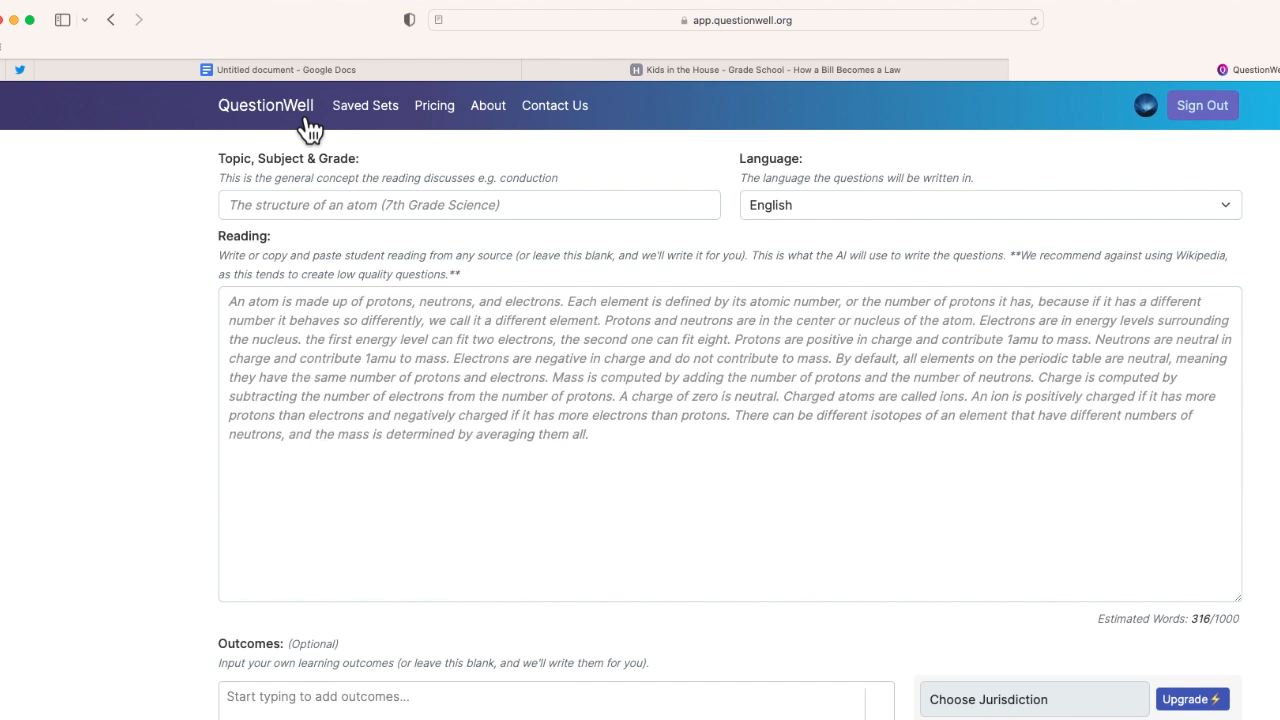 app.questionwell.org
Untitled document - Google Docs
H Kids in the House - Grade School - How a Bill Becomes a Law
QuestionWe
QuestionWell Saved Sets Pricing About Contact Us Sign Out
Topic, Subject & Grade:
This is the general concept the reading discusses e.g. conduction
The structure of an atom (7th Grade Science)
Language:
The language the questions will be written in.
English
Reading:
Write or copy and paste student reading from any source (or leave this blank, and we'll write it for you). This is what the AI will use to write the questions. **We recommend against using Wikipedia,
as this tends to create low quality questions.**
An atom is made up of protons, neutrons, and electrons. Each element is defined by its atomic number, or the number of protons it has, because if it has a different
number it behaves so differently, we call it a different element. Protons and neutrons are in the center or nucleus of the atom. Electrons are in energy levels surrounding
the nucleus. the first energy level can fit two electrons, the second one can fit eight. Protons are positive in charge and contribute 1amu to mass. Neutrons are neutral in
charge and contribute 1amu to mass. Electrons are negative in charge and do not contribute to mass. By default, all elements on the periodic table are neutral, meaning
they have the same number of protons and electrons. Mass is computed by adding the number of protons and the number of neutrons. Charge is computed by
subtracting the number of electrons from the number of protons. A charge of zero is neutral. Charged atoms are called ions. An ion is positively charged if it has more
protons than electrons and negatively charged if it has more electrons than protons. There can be different isotopes of an element that have different numbers of
neutrons, and the mass is determined by averaging them all.
Estimated Words: 316/1000
Outcomes: (Optional)
Input your own learning outcomes (or leave this blank, and we'll write them for you).
Start typing to add outcomes...
Choose Jurisdiction
Upgrade⚡